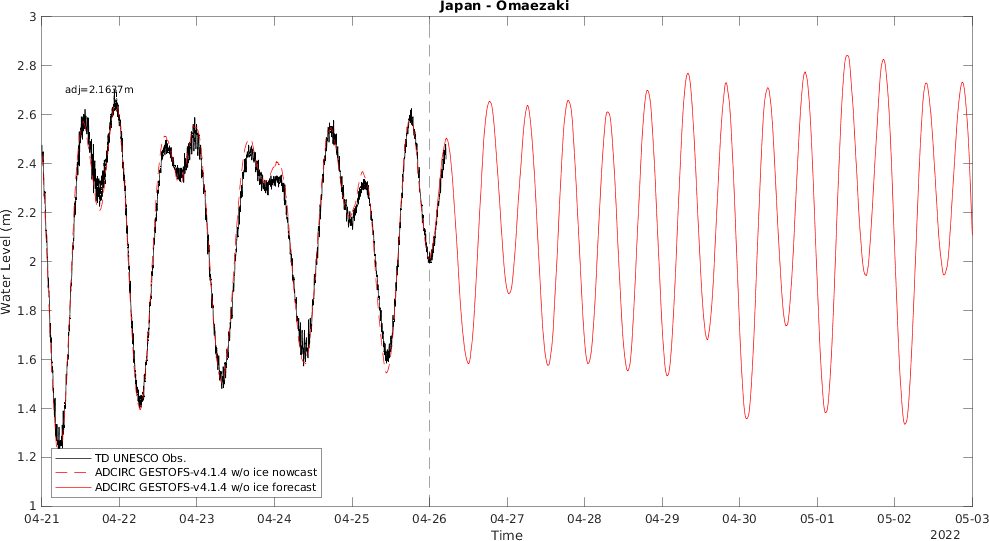 Japan - Omaezaki
3
2.8
2.6
2.4
2.2
2
1.8
1.6
1.4
1.2
1
Water Level (m)
adj=2.1637m
TD UNESCO Obs.
ADCIRC GESTOFS-v4.1.4 w/o ice nowcast
ADCIRC GESTOFS-v4.1.4 w/o ice forecast
04-21 04-22 04-23 04-24 04-25 04-26 04-27 04-28 04-29 04-30 05-01 05-02 05-03
Time
2022